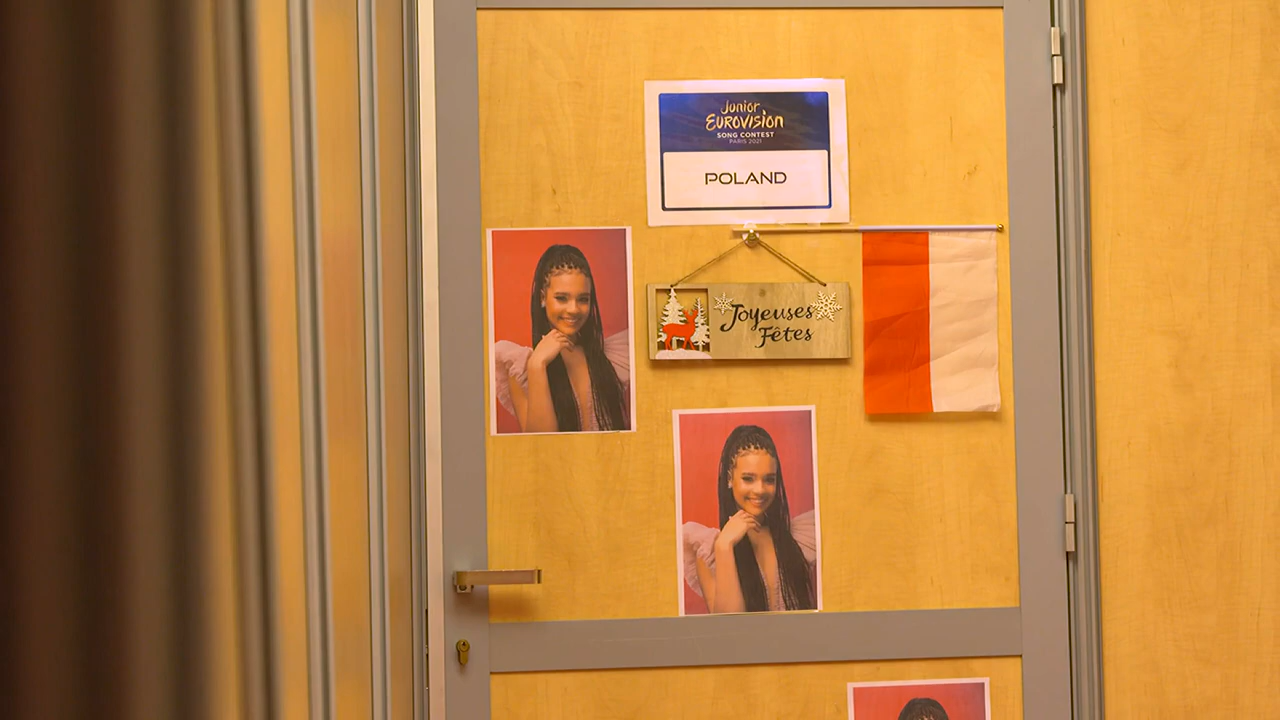 Junior
EUROVISION
SONG CONTEST
PARIS 2021
POLAND
Joyeuses
Fêtes